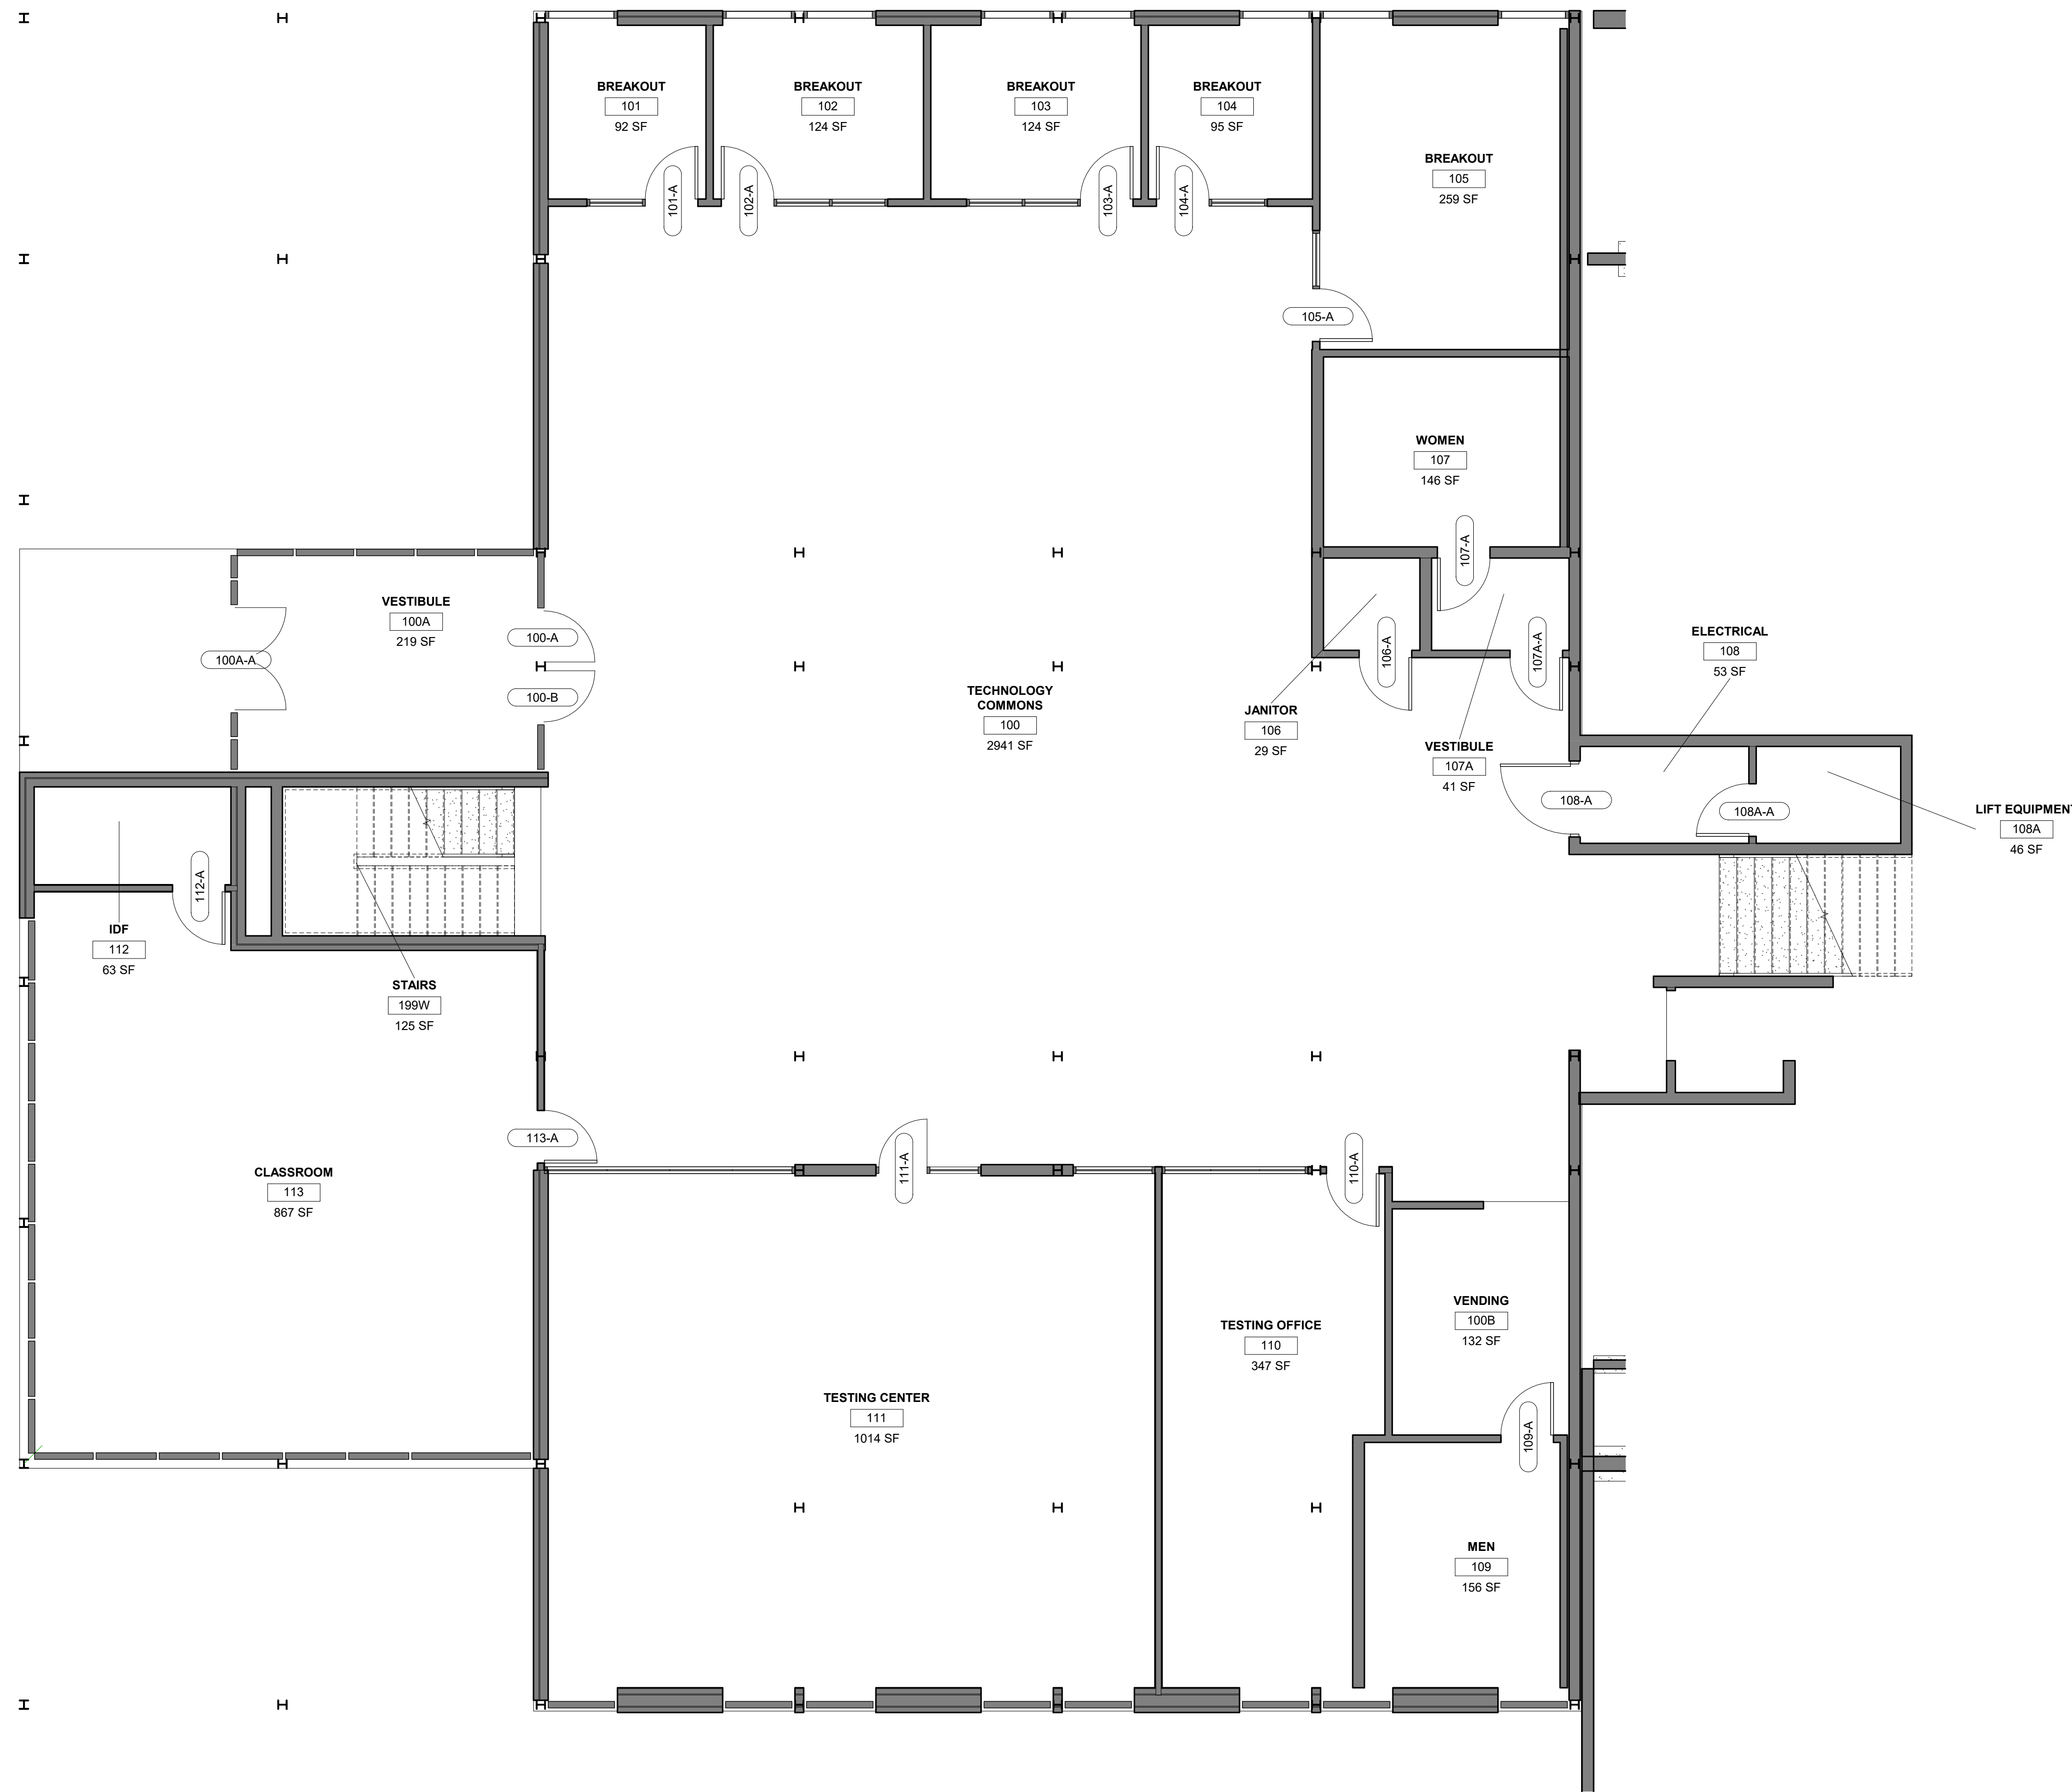 BREAKOUT
101
92 SF
BREAKOUT
102
124 SF
BREAKOUT
103
124 SF
BREAKOUT
104
95 SF
BREAKOUT
105
259 SF
101-A
102-A
103-A
104-A
105-A
WOMEN
107
146 SF
107-A
VESTIBULE
100A
219 SF
100A-A
100-A
100-B
106-A
107A-A
ELECTRICAL
108
53 SF
TECHNOLOGY
COMMONS
100
2941 SF
JANITOR
106
29 SF
VESTIBULE
107A
41 SF
108-A
108A-A
LIFT EQUIPMENT
108A
46 SF
112-A
IDF
112
63 SF
STAIRS
199W
125 SF
113-A
111-A
110-A
CLASSROOM
113
867 SF
VENDING
100B
132 SF
TESTING OFFICE
110
347 SF
TESTING CENTER
111
1014 SF
109-A
MEN
109
156 SF